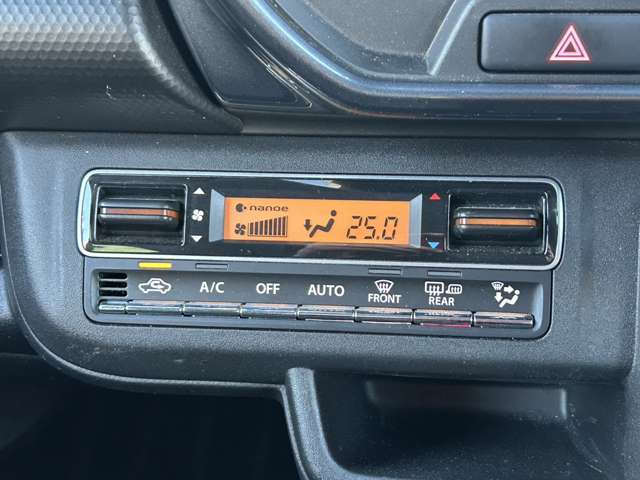 nanoe
25.0
A/C
OFF
AUTO
FRONT
REAR